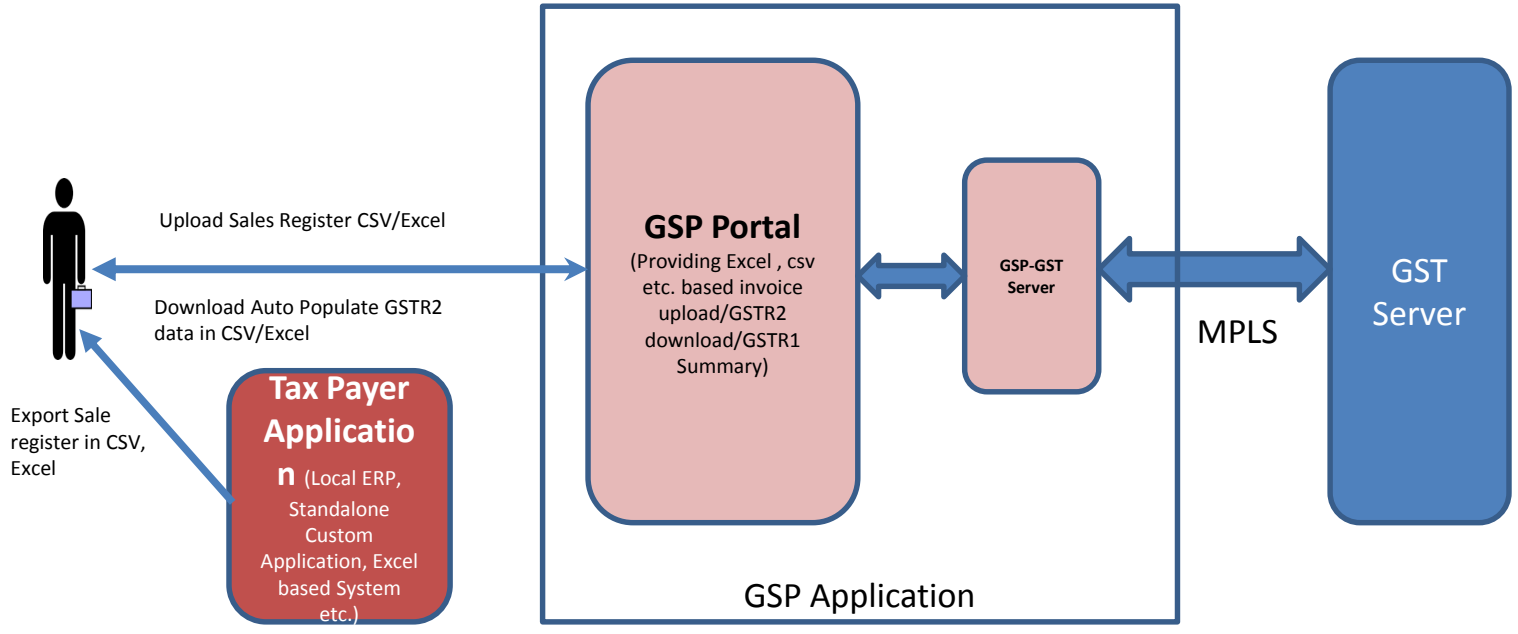 Upload Sales Register CSV/Excel
Download Auto Populate GSTR2
data in CSV/Excel
Export Sale
register in CSV,
Excel
Tax Payer
Applicatio
n (Local ERP,
Standalone
Custom
Application, Excel
based System
etc.)
GSP Portal
(Providing Excel , csv
etc. based invoice
upload/GSTR2
download/GSTR1
Summary)
GSP-GST
Server
GSP Application
MPLS
GST
Server